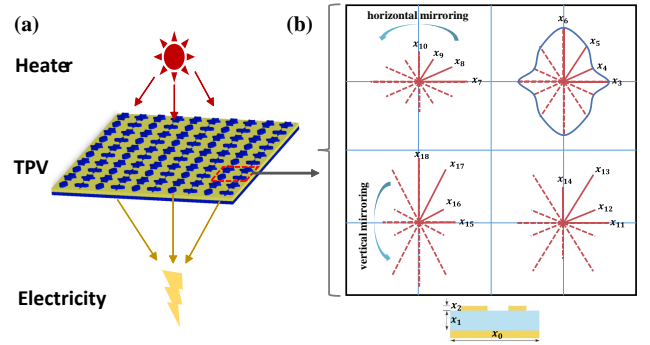 (a)
Heater
TPV
Electricity
(b)
horizontal mirroring
x10
x9
x8
x7
x6
x5
x4
x3
x18
x17
x16
x15
vertical mirroring
x14
x13
x12
x11
x2
x1
x0